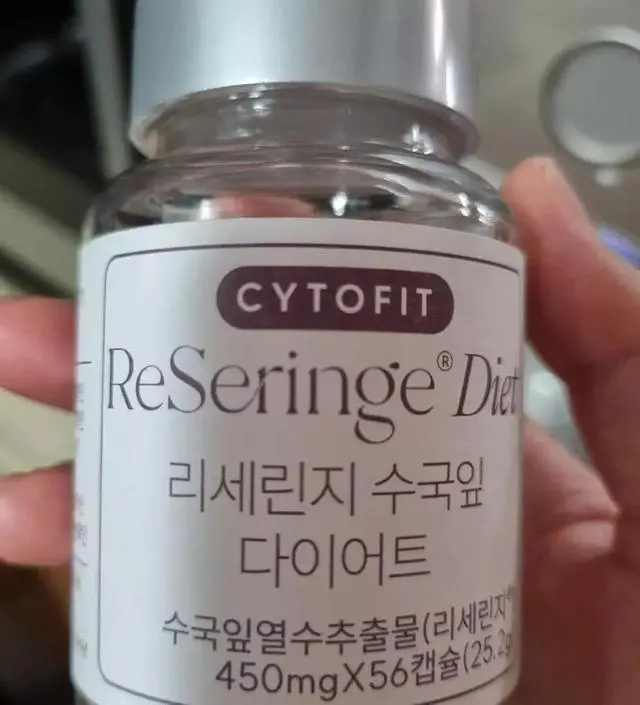 CYTOFIT
ReSeringe® Diet
리세린지 수국잎
다이어트
수국잎열수추출물(리세린지
450mgX56캡슐(25.2g